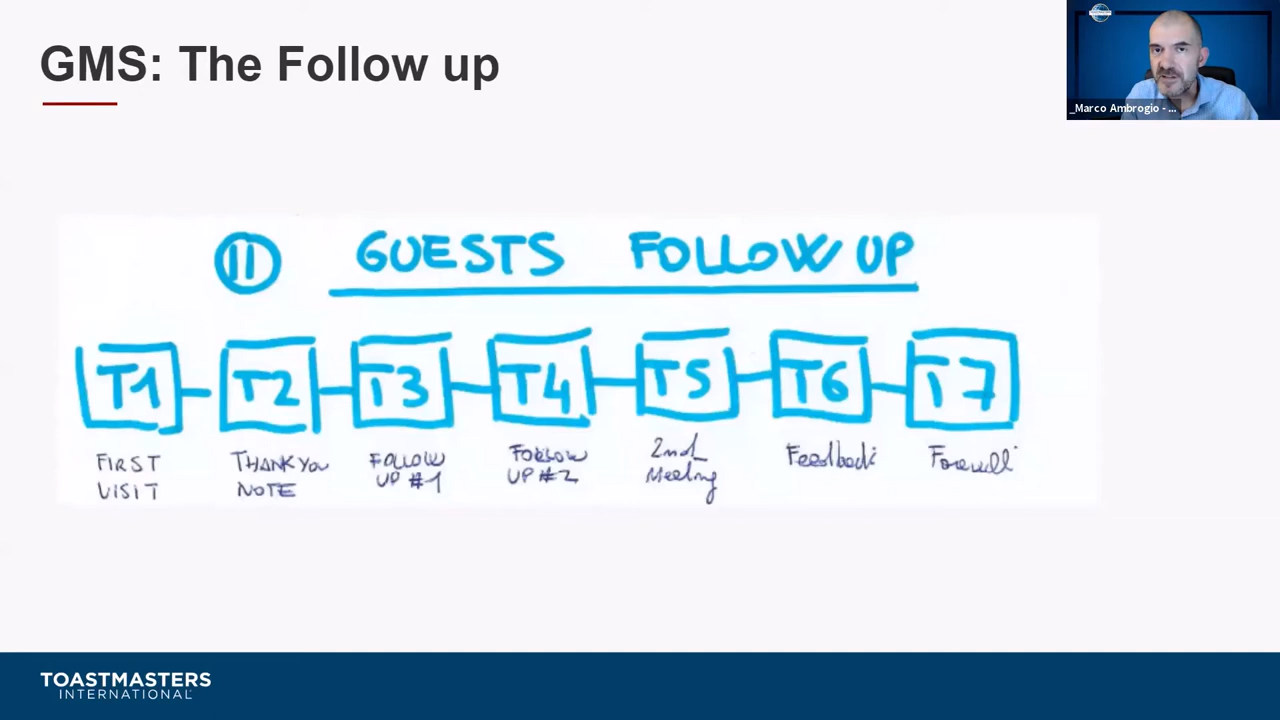 GMS: The Follow up
_Marco Ambrogio - ...
11 GUESTS FOLLOW UP
T1 T2 T3 T4 T5 T6 T7
FIRST VISIT
THANK YOU NOTE
FOLLOW UP #1
FOLLOW UP #2
2nd Meeting
Feedback
TOASTMASTERS
INTERNATIONAL